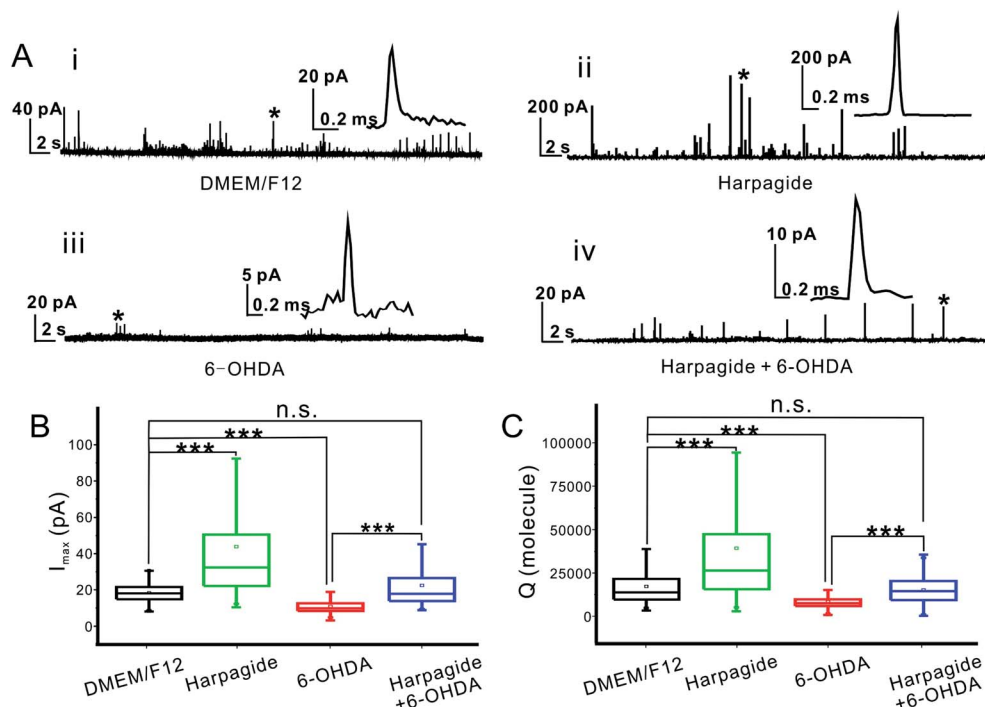 A
i
20 pA
0.2 ms
40 pA
2 s
*
DMEM/F12
ii
200 pA
0.2 ms
200 pA
2 s
*
Harpagide
iii
5 pA
0.2 ms
20 pA
2 s
*
6-OHDA
iv
10 pA
0.2 ms
20 pA
2 s
*
Harpagide + 6-OHDA
B
n.s.
***
***
***
100
80
60
40
20
0
Imax (pA)
DMEM/F12
Harpagide
6-OHDA
Harpagide
+6-OHDA
C
n.s.
***
***
***
100000
75000
50000
25000
0
Q (molecule)
DMEM/F12
Harpagide
6-OHDA
Harpagide
+6-OHDA